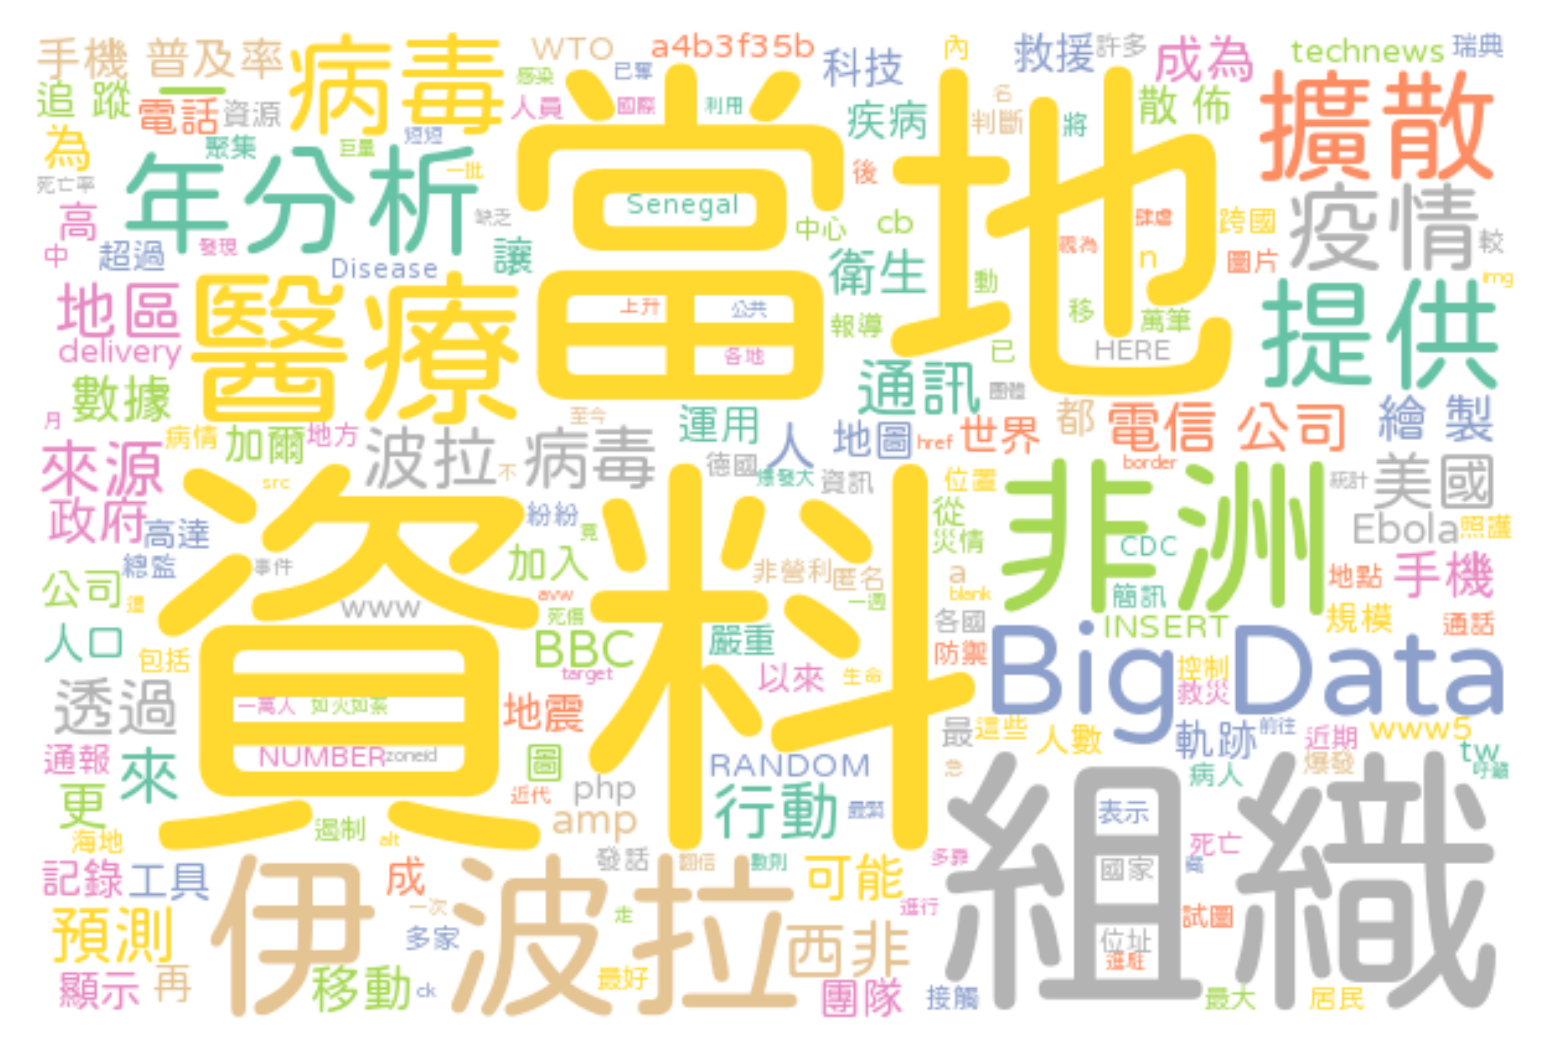 手機 普及率
病毒
WTO
a4b3f35b
科技
內
救援
許多
成為
technews
瑞典
感染
已奪
追蹤
一
電話
資源
人員
國際
利用
疾病
名
判斷
將
散佈
擴散
為
聚集
巨量
短短
年分析
一批
當地
後
死亡率
高
缺乏
Senegal
中心
cb
肆虐
跨國
疫情
較
中
超過
發現
讓
Disease
衛生
動
視為
n
圖片
img
地區
醫療
上升
公共
報導
移
萬筆
提供
delivery
各地
已
HERE
數據
通訊
團體
月
病情
加爾
地方
至今
運用
人
地圖
href
世界
都
電信 公司
繪製
來源
波拉 病毒
不
德國
爆發大
資訊
位置
border
非洲
統計
美國
src
政府
高達
紛紛
竟
資料
從
災情
CDC
Ebola
照護
總監
事件
加入
非營利
匿名
a
blank
簡訊
地點
手機
公司
還
www
avw
死傷
一週
各國
INSERT
規模
通話
人口
包括
BBC
嚴重
防禦
Big Data
target
以來
生命
控制
救災
透過
一萬人
如火如荼
地震
最
這些
人數
軌跡
前往
近期
www5
通報
來
NUMBER
zoneid
圖
RANDOM
急
爆發
tw
呼籲
病人
更
近代
php
行動
最緊
組織
表示
海地
遏制
alt
amp
死亡
記錄
工具
伊波拉
成
發話
翻信
數則
可能
多靠
國家
預測
一次
走
進行
試圖
多家
西非
位址
進駐
顯示
再
移動
ck
最好
團隊
接觸
最大
居民